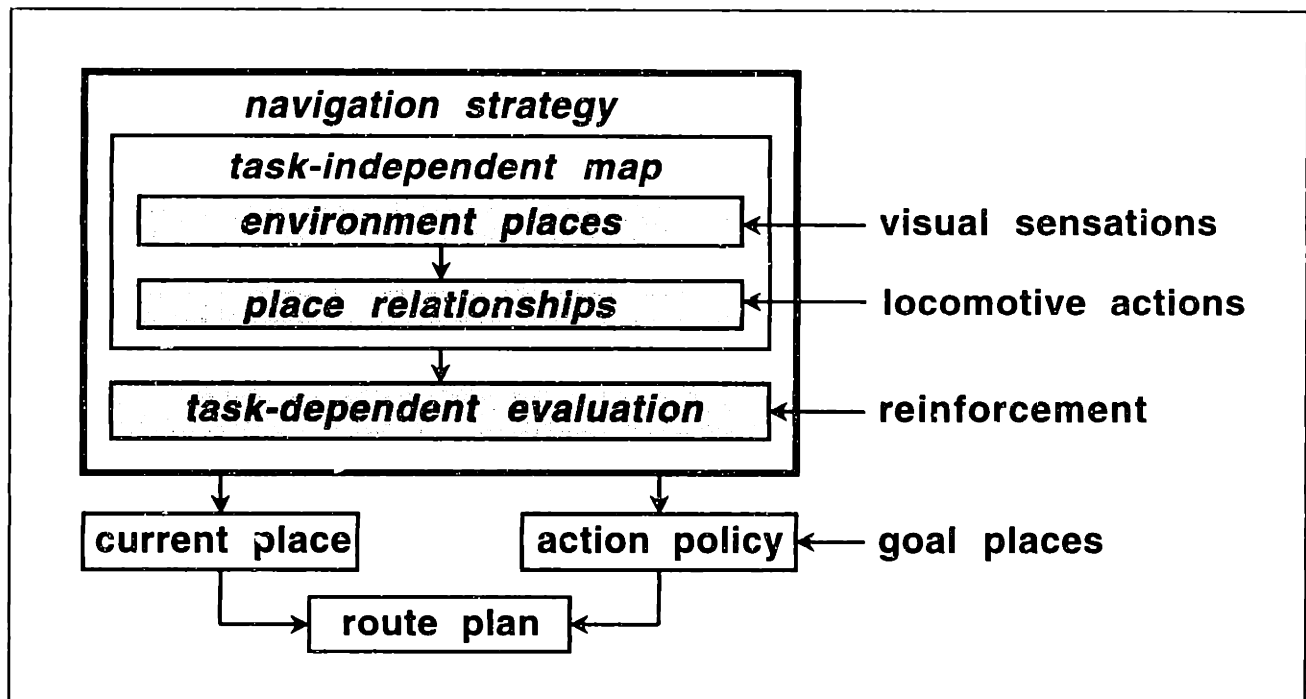 navigation strategy
task-independent map
environment places
visual sensations
place relationships
locomotive actions
task-dependent evaluation
reinforcement
current place
action policy
goal places
route plan